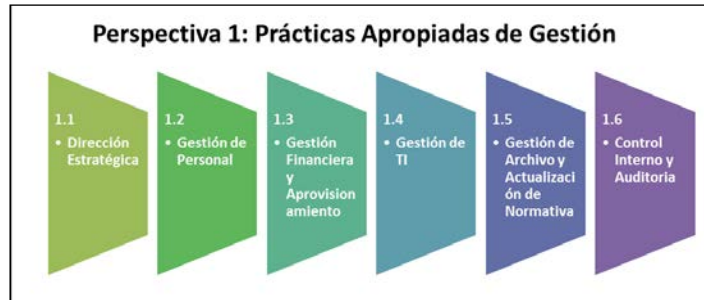 Perspectiva 1: Prácticas Apropiadas de Gestión
1.1
• Dirección
Estratégica
1.2
• Gestión de
Personal
1.3
• Gestión
Financiera
y
Aprovision
amiento
1.4
• Gestión de
TI
1.5
• Gestión de
Archivo y
Actualizaci
ón de
Normativa
1.6
• Control
Interno y
Auditoria